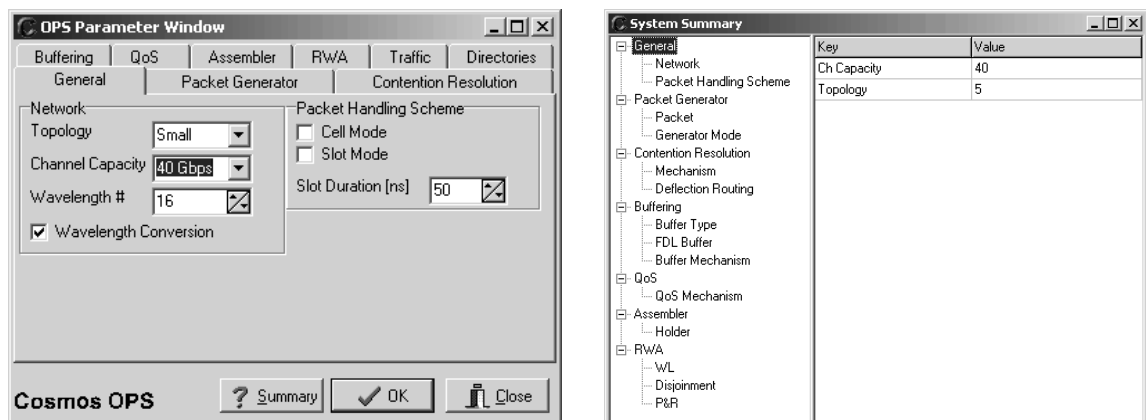 OPS Parameter Window
Buffering QoS Assembler RWA Traffic Directories
General Packet Generator Contention Resolution
Network
Topology Small
Channel Capacity 40 Gbps
Wavelength # 16
Wavelength Conversion
Packet Handling Scheme
Cell Mode
Slot Mode
Slot Duration [ns] 50
Cosmos OPS ? Summary OK Close
System Summary
General
Network
Packet Handling Scheme
Packet Generator
Packet
Generator Mode
Contention Resolution
Mechanism
Deflection Routing
Buffering
Buffer Type
FDL Buffer
Buffer Mechanism
QoS
QoS Mechanism
Assembler
Holder
RWA
WL
Disjoinment
P&R
Key Value
Ch Capacity 40
Topology 5